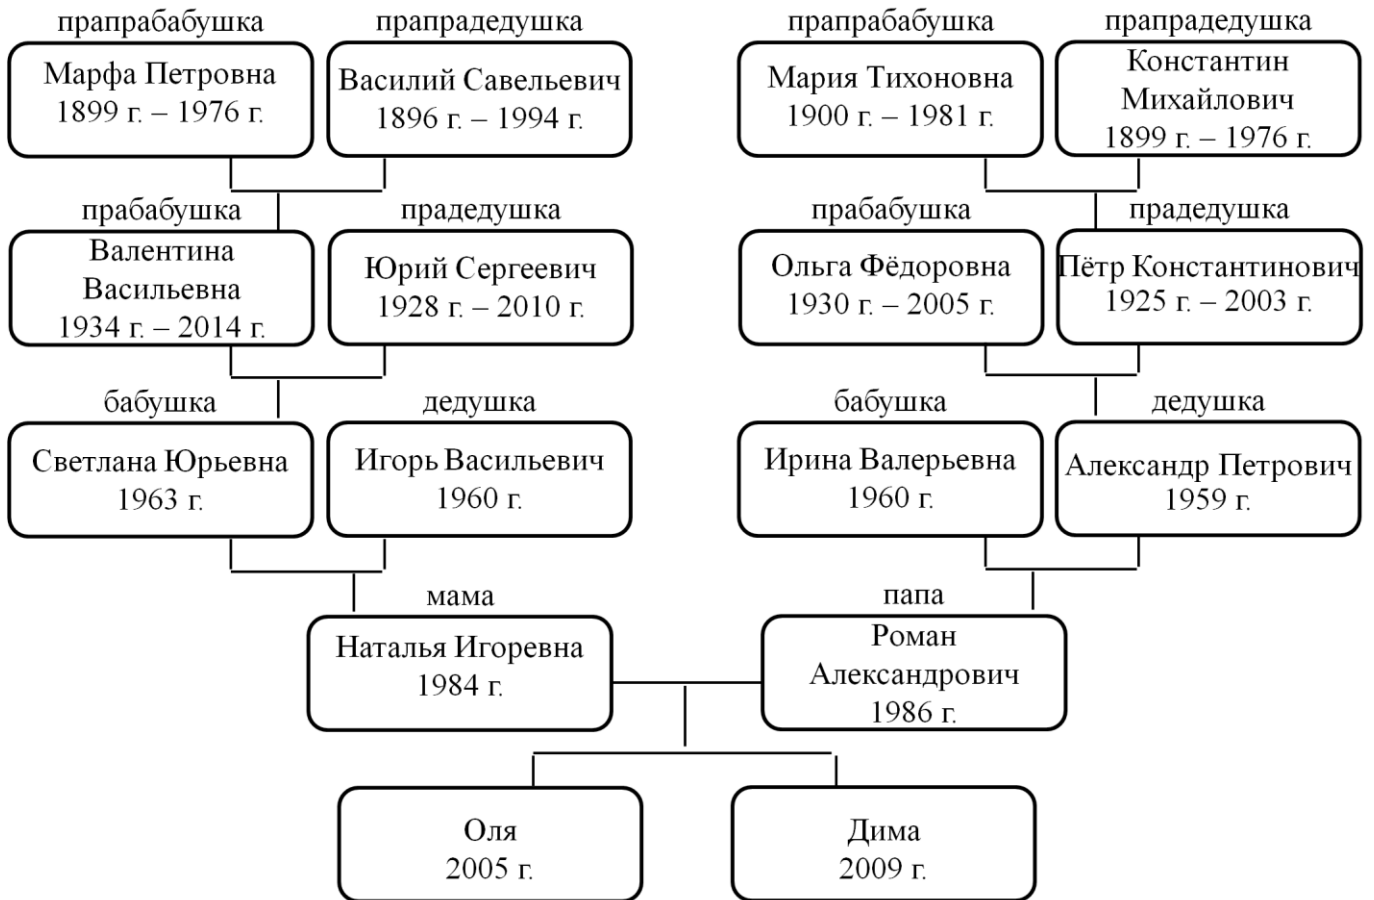 прапрабабушка
Марфа Петровна
1899 г. – 1976 г.
прапрадедушка
Василий Савельевич
1896 г. – 1994 г.
прапрабабушка
Мария Тихоновна
1900 г. – 1981 г.
прапрадедушка
Константин
Михайлович
1899 г. – 1976 г.
прабабушка
Валентина
Васильевна
1934 г. – 2014 г.
прадедушка
Юрий Сергеевич
1928 г. – 2010 г.
прабабушка
Ольга Фёдоровна
1930 г. – 2005 г.
прадедушка
Пётр Константинович
1925 г. – 2003 г.
бабушка
Светлана Юрьевна
1963 г.
дедушка
Игорь Васильевич
1960 г.
бабушка
Ирина Валерьевна
1960 г.
дедушка
Александр Петрович
1959 г.
мама
Наталья Игоревна
1984 г.
папа
Роман
Александрович
1986 г.
Оля
2005 г.
Дима
2009 г.